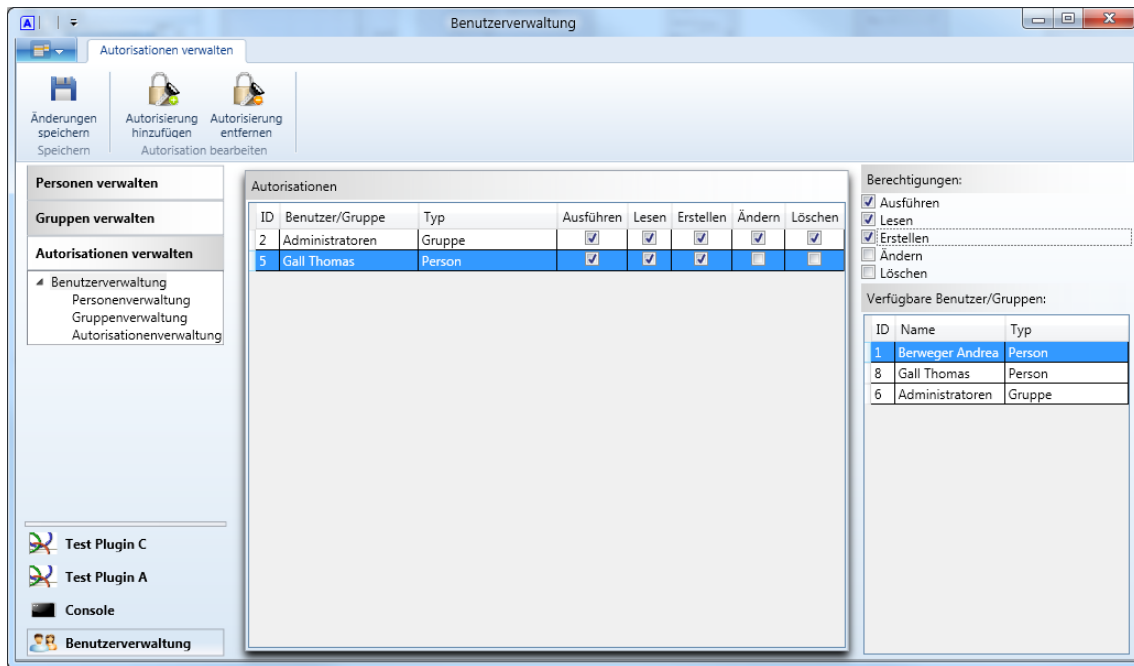 A
Benutzerverwaltung
Autorisationen verwalten
Änderungen speichern
Autorisierung hinzufügen
Autorisierung entfernen
Speichern
Autorisation bearbeiten
Personen verwalten
Gruppen verwalten
Autorisationen verwalten
Benutzerverwaltung
Personenverwaltung
Gruppenverwaltung
Autorisationenverwaltung
Test Plugin C
Test Plugin A
Console
Benutzerverwaltung
Autorisationen
ID Benutzer/Gruppe Typ Ausführen Lesen Erstellen Ändern Löschen
2 Administratoren Gruppe
5 Gall Thomas Person
Berechtigungen:
Ausführen
Lesen
Erstellen
Ändern
Löschen
Verfügbare Benutzer/Gruppen:
ID Name Typ
1 Berweger Andrea Person
8 Gall Thomas Person
6 Administratoren Gruppe